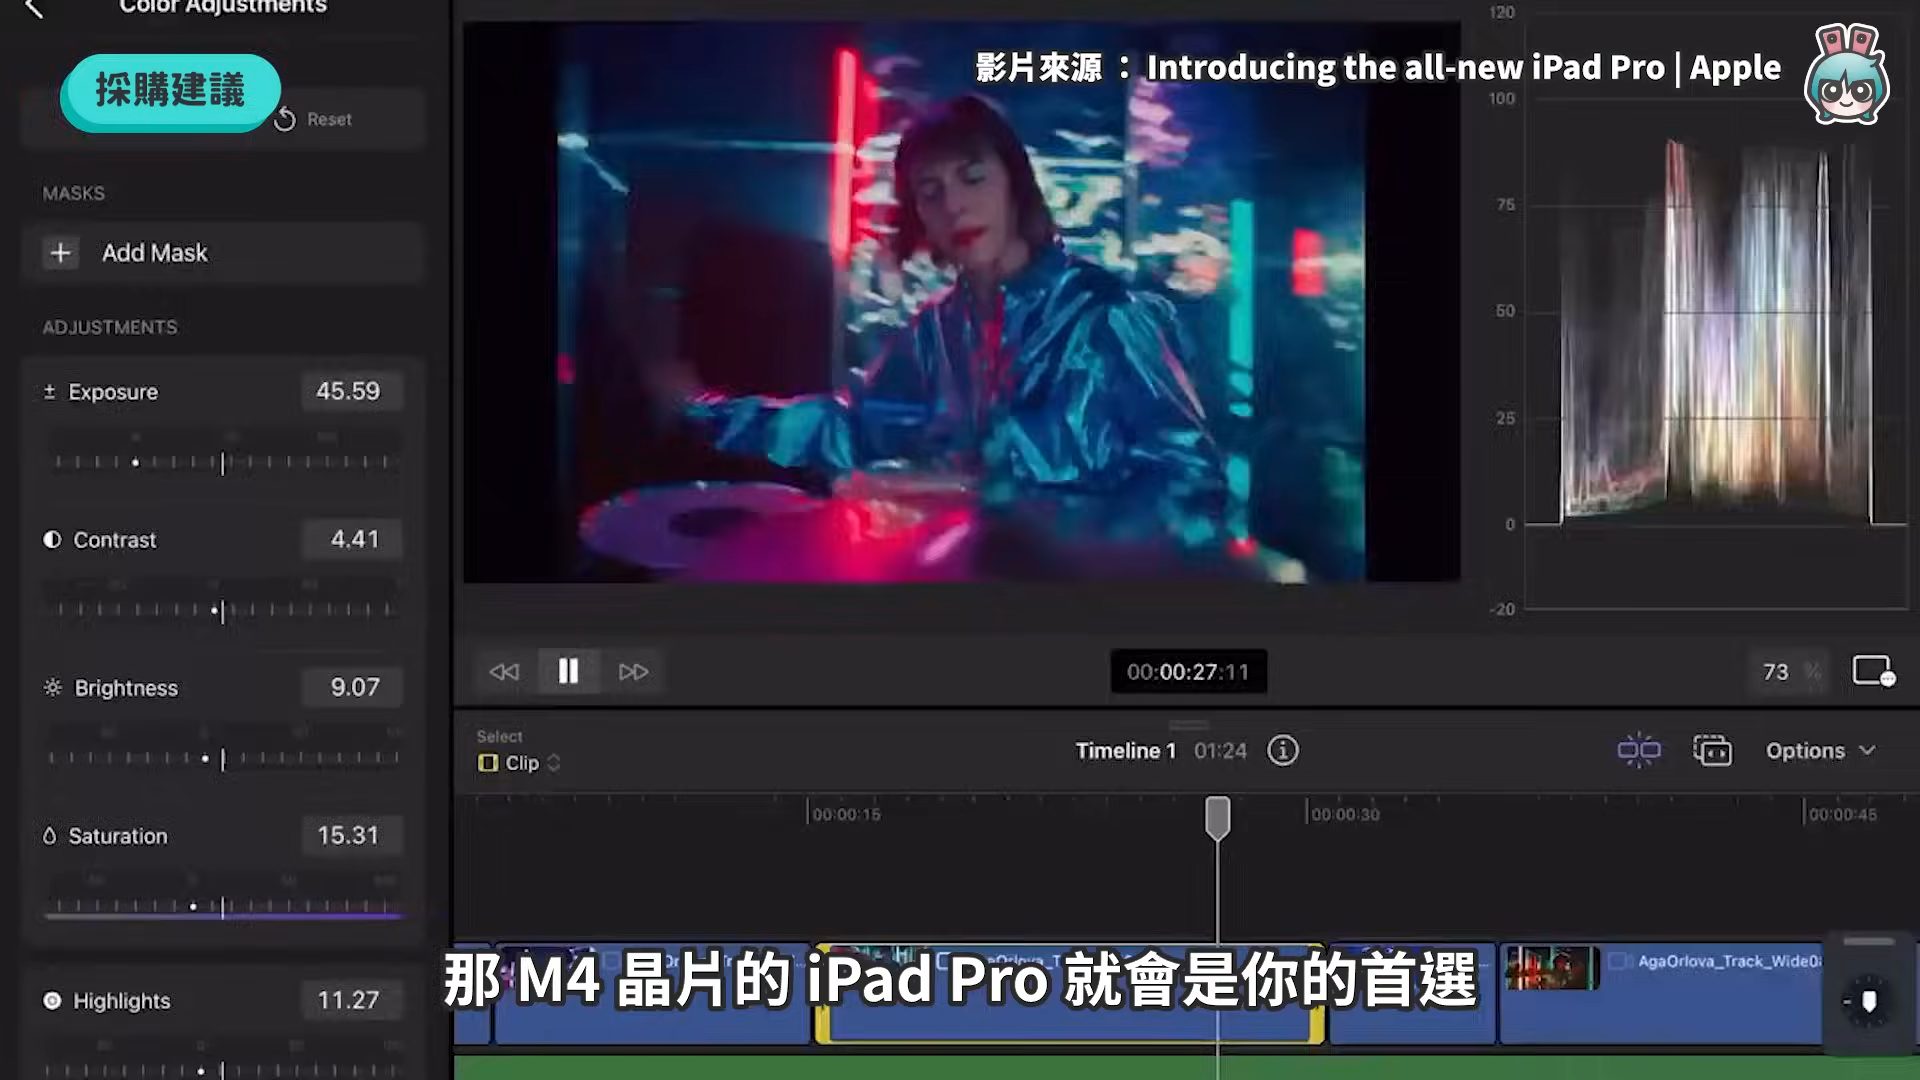 Color Adjustments
採購建議
Reset
MASKS
Add Mask
ADJUSTMENTS
Exposure 45.59
Contrast 4.41
Brightness 9.07
Saturation 15.31
Highlights 11.27
影片來源 : Introducing the all-new iPad Pro | Apple
120
100
75
50
25
0
-20
00:00:27:11
73 %
Select
Clip
Timeline 1 01:24
Options
00:00:15
00:00:30
00:00:45
AgaOrlova_Track_Wide0
那 M4 晶片的 iPad Pro 就會是你的首選